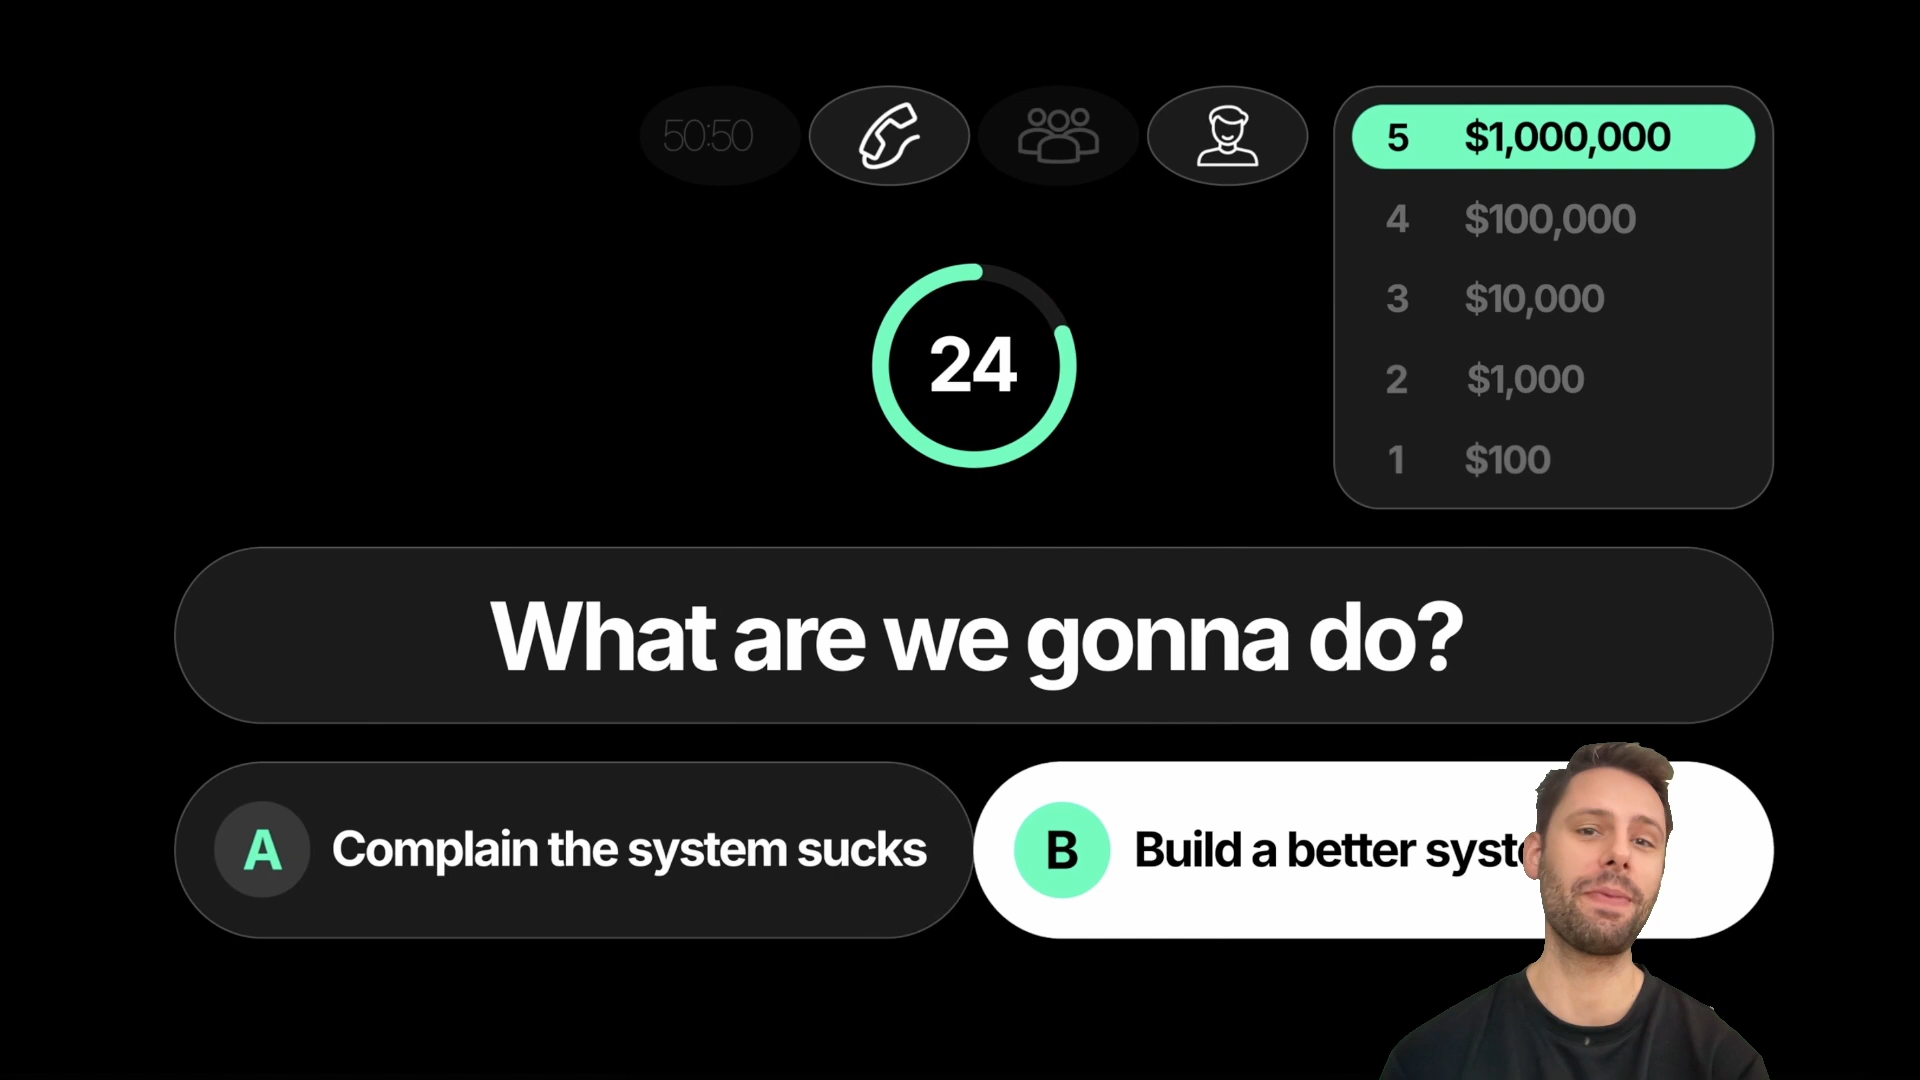 50:50
5 $1,000,000
4 $100,000
3 $10,000
2 $1,000
1 $100
24
What are we gonna do?
A Complain the system sucks
B Build a better